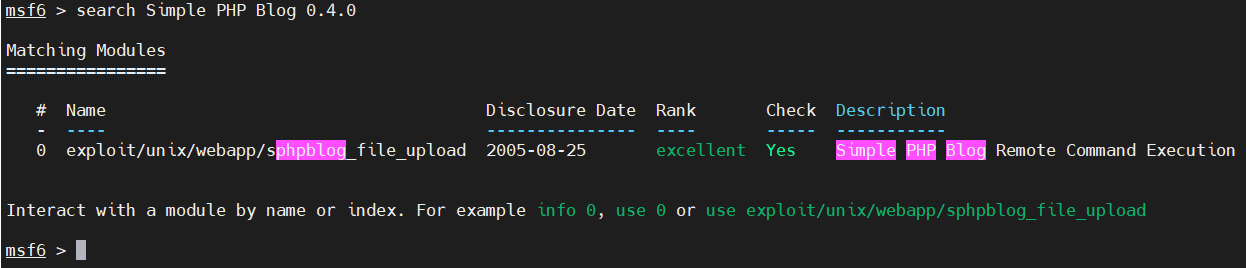 msf6 > search Simple PHP Blog 0.4.0
Matching Modules
================
# Name Disclosure Date Rank Check Description
- ---- --------------- ---- ----- -----------
0 exploit/unix/webapp/sphpblog_file_upload 2005-08-25 excellent Yes Simple PHP Blog Remote Command Execution
Interact with a module by name or index. For example info 0, use 0 or use exploit/unix/webapp/sphpblog_file_upload
msf6 >